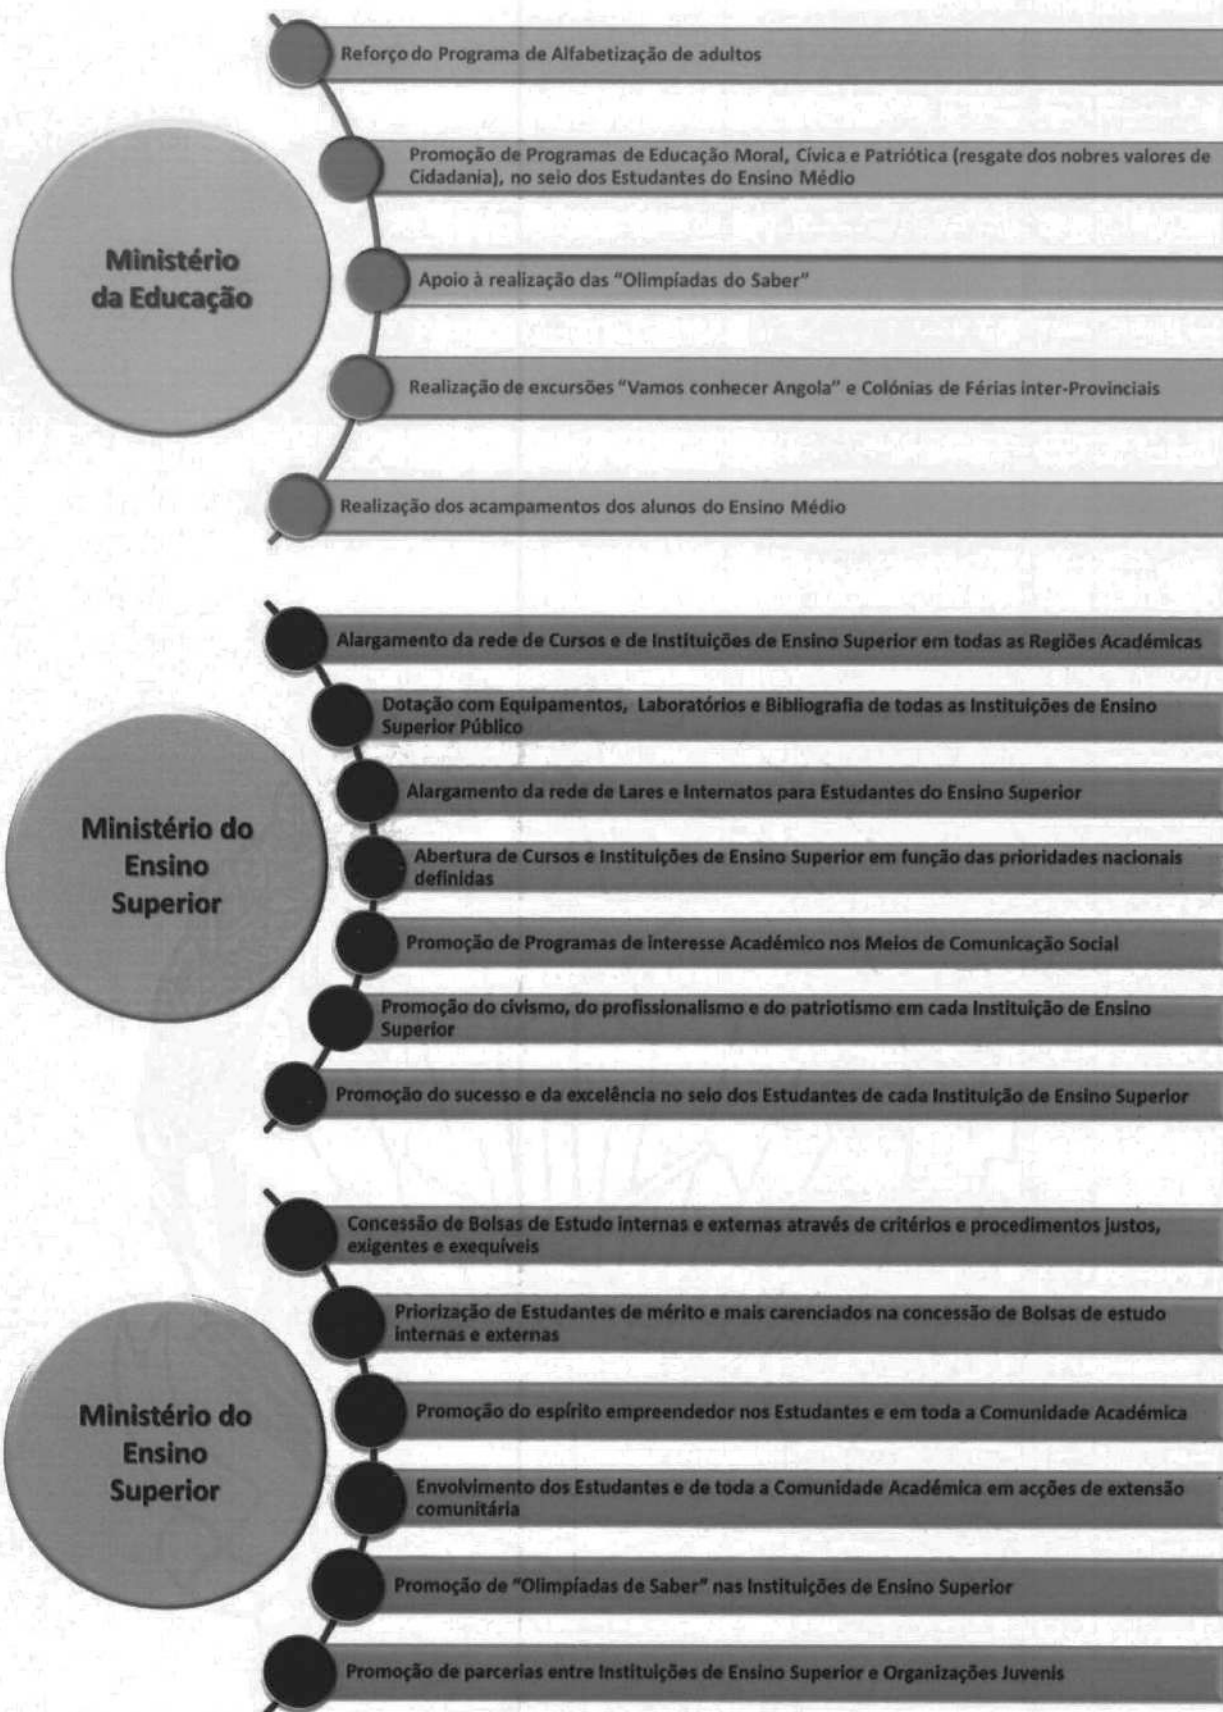 Reforço do Programa de Alfabetização de adultos
Promoção de Programas de Educação Moral, Cívica e Patriótica (resgate dos nobres valores de
Cidadania), no seio dos Estudantes do Ensino Médio
Ministério
da Educação
Apoio à realização das “Olimpíadas do Saber”
Realização de excursões “Vamos conhecer Angola” e Colónias de Férias inter-Provinciais
Realização dos acampamentos dos alunos do Ensino Médio
Alargamento da rede de Cursos e de Instituições de Ensino Superior em todas as Regiões Académicas
Dotação com Equipamentos, Laboratórios e Bibliografia de todas as Instituições de Ensino
Superior Público
Alargamento da rede de Lares e Internatos para Estudantes do Ensino Superior
Ministério do
Ensino
Superior
Abertura de Cursos e Instituições de Ensino Superior em função das prioridades nacionais
definidas
Promoção de Programas de interesse Académico nos Meios de Comunicação Social
Promoção do civismo, do profissionalismo e do patriotismo em cada Instituição de Ensino
Superior
Promoção do sucesso e da excelência no seio dos Estudantes de cada Instituição de Ensino Superior
Concessão de Bolsas de Estudo internas e externas através de critérios e procedimentos justos,
exigentes e exequíveis
Priorização de Estudantes de mérito e mais carenciados na concessão de Bolsas de estudo
internas e externas
Ministério do
Ensino
Superior
Promoção do espírito empreendedor nos Estudantes e em toda a Comunidade Académica
Envolvimento dos Estudantes e de toda a Comunidade Académica em acções de extensão
comunitária
Promoção de “Olimpíadas de Saber” nas Instituições de Ensino Superior
Promoção de parcerias entre Instituições de Ensino Superior e Organizações Juvenis